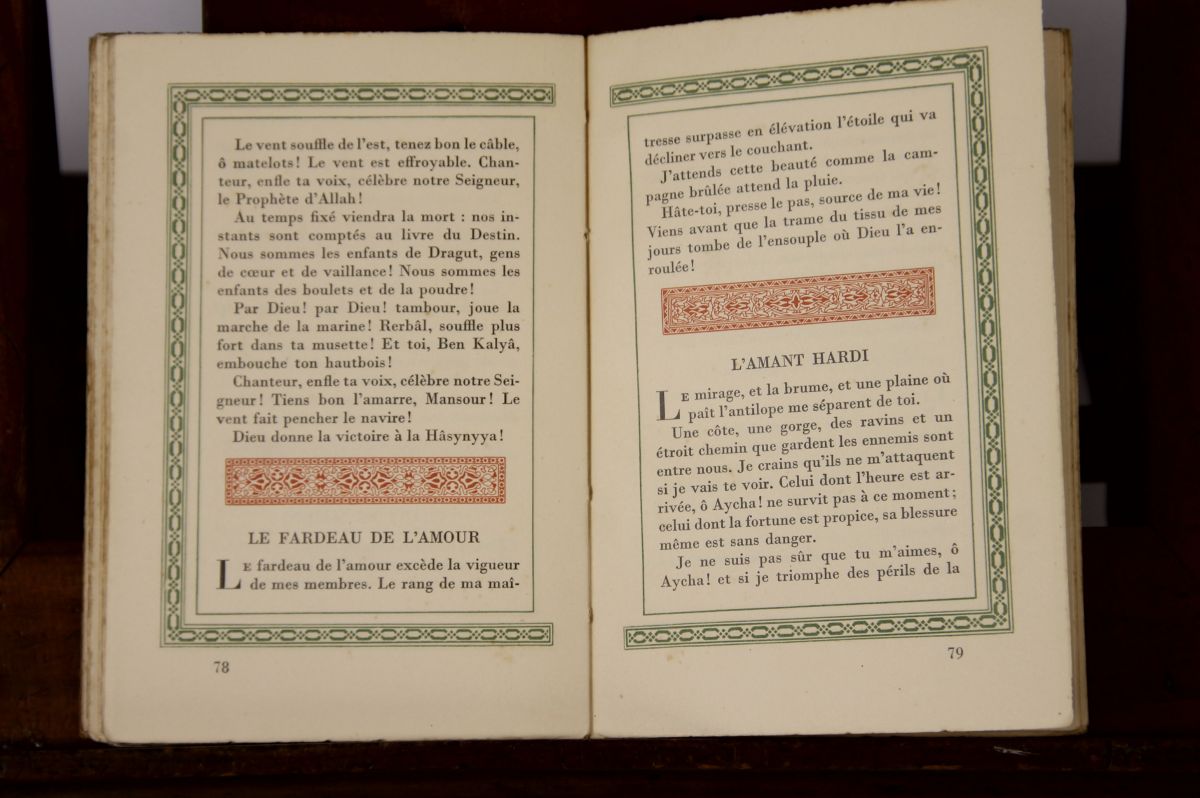 Le vent souffle de l'est, tenez bon le câble,
ô matelots! Le vent est effroyable. Chan-
teur, enfle ta voix, célèbre notre Seigneur,
le Prophète d'Allah!
Au temps fixé viendra la mort : nos in-
stants sont comptés au livre du Destin.
Nous sommes les enfants de Dragut, gens
de cœur et de vaillance! Nous sommes les
enfants des boulets et de la poudre!
Par Dieu! par Dieu! tambour, joue la
marche de la marine! Rerbâl, souffle plus
fort dans ta musette! Et toi, Ben Kalyâ,
embouche ton hautbois!
Chanteur, enfle ta voix, célèbre notre Sei-
gneur! Tiens bon l'amarre, Mansour! Le
vent fait pencher le navire!
Dieu donne la victoire à la Hâsynyya!
LE FARDEAU DE L'AMOUR
LE fardeau de l'amour excède la vigueur
de mes membres. Le rang de ma maî-
78
tresse surpasse en élévation l'étoile qui va
décliner vers le couchant.
J'attends cette beauté comme la cam-
pagne brûlée attend la pluie.
Hâte-toi, presse le pas, source de ma vie!
Viens avant que la trame du tissu de mes
jours tombe de l'ensouple où Dieu l'a en-
roulée!
L'AMANT HARDI
LE mirage, et la brume, et une plaine où
paît l'antilope me séparent de toi.
Une côte, une gorge, des ravins et un
étroit chemin que gardent les ennemis sont
entre nous. Je crains qu'ils ne m'attaquent
si je vais te voir. Celui dont l'heure est ar-
rivée, ô Aycha! ne survit pas à ce moment;
celui dont la fortune est propice, sa blessure
même est sans danger.
Je ne suis pas sûr que tu m'aimes, ô
Aycha! et si je triomphe des périls de la
79